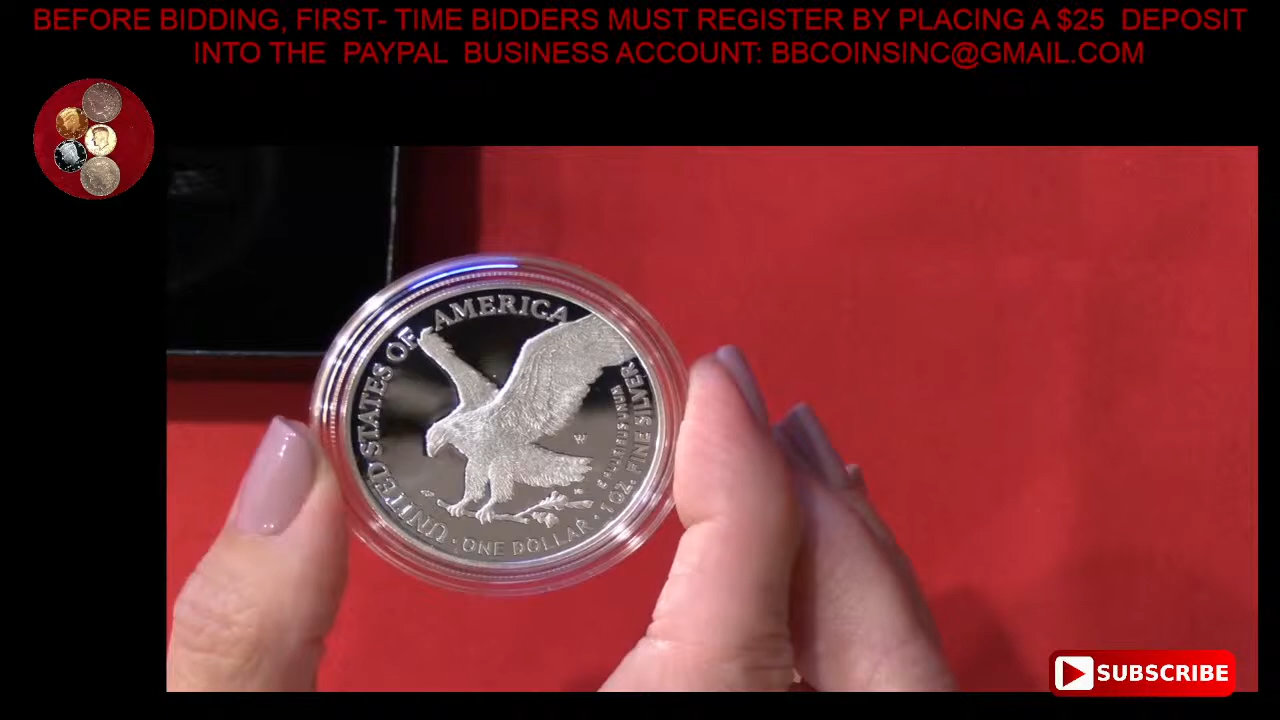 BEFORE BIDDING, FIRST- TIME BIDDERS MUST REGISTER BY PLACING A $25 DEPOSIT
INTO THE PAYPAL BUSINESS ACCOUNT: BBCOINSINC@GMAIL.COM
UNITED STATES OF AMERICA
W
E PLURIBUS UNUM
1 OZ. FINE SILVER
· ONE DOLLAR ·
SUBSCRIBE